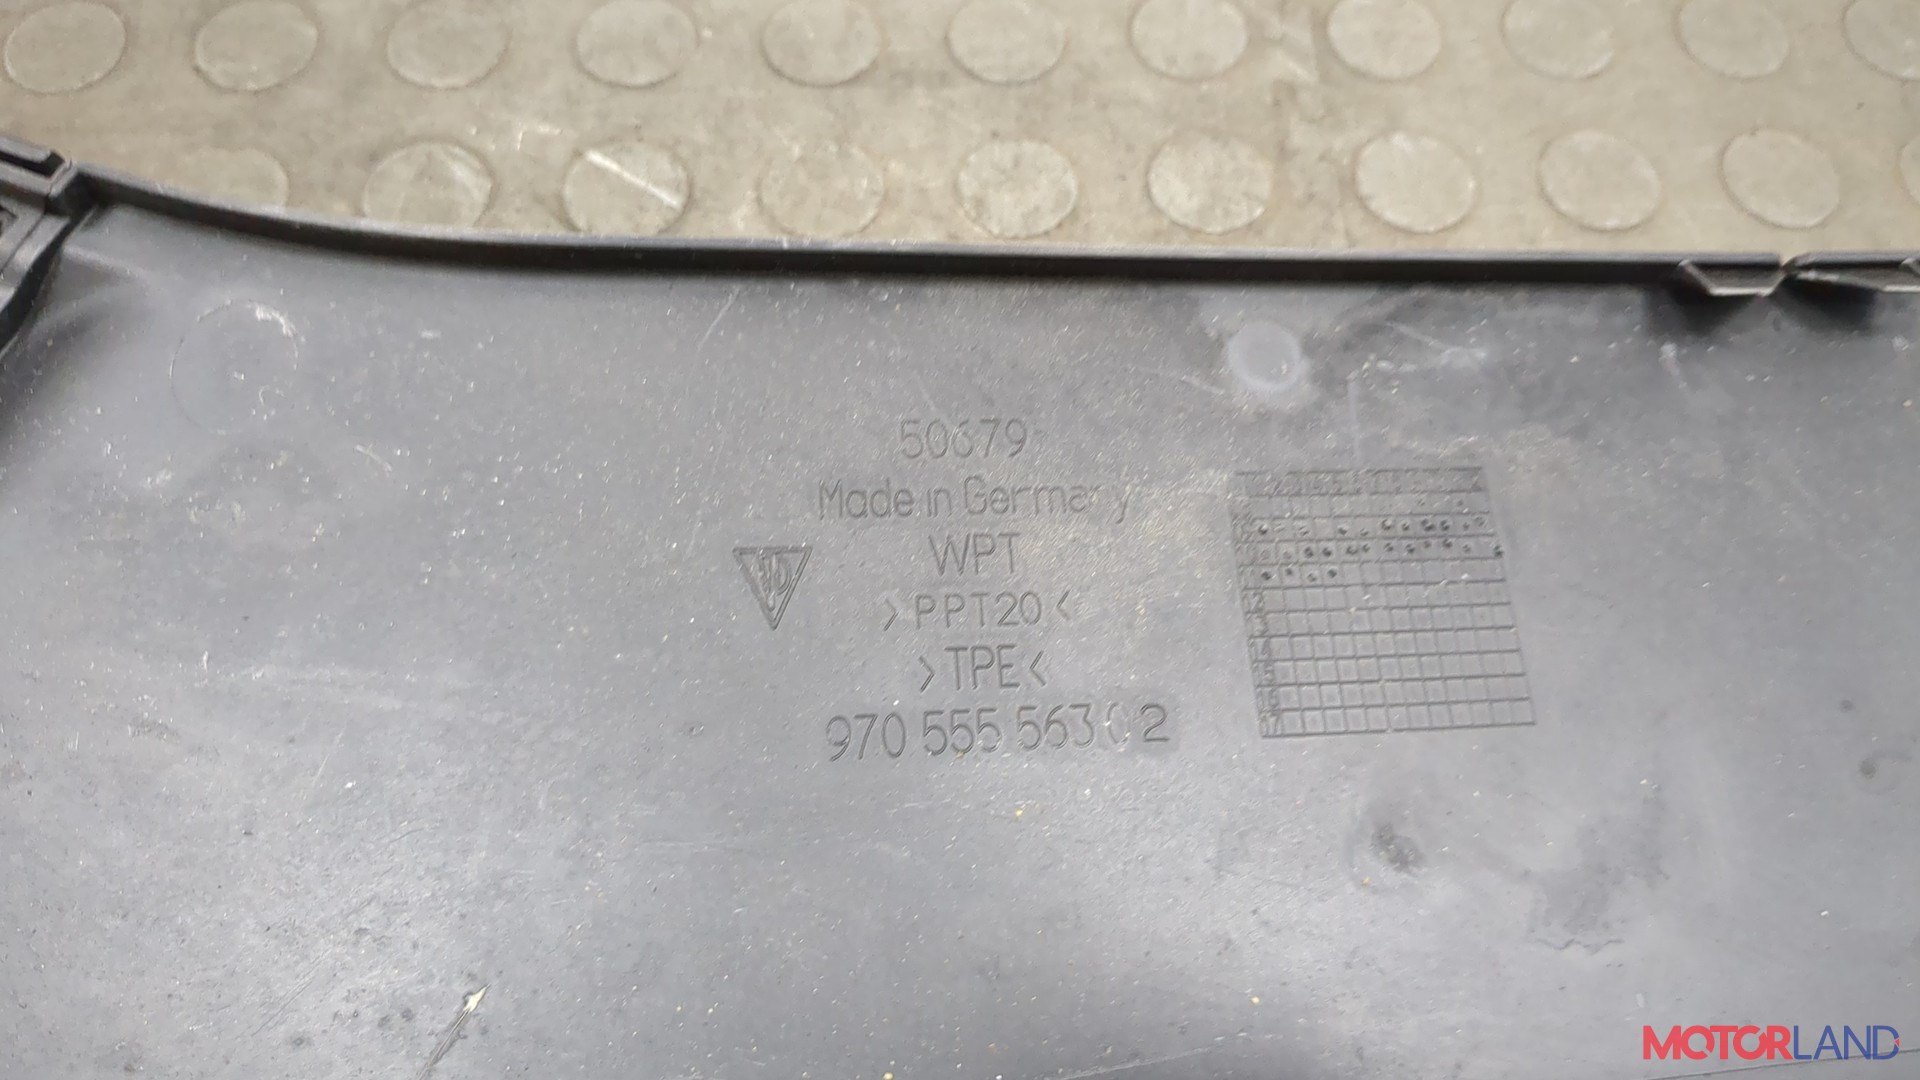 50679
Made in Germany
WPT
>PPT20<
>TPE<
970 555 563 02
MOTORLAND